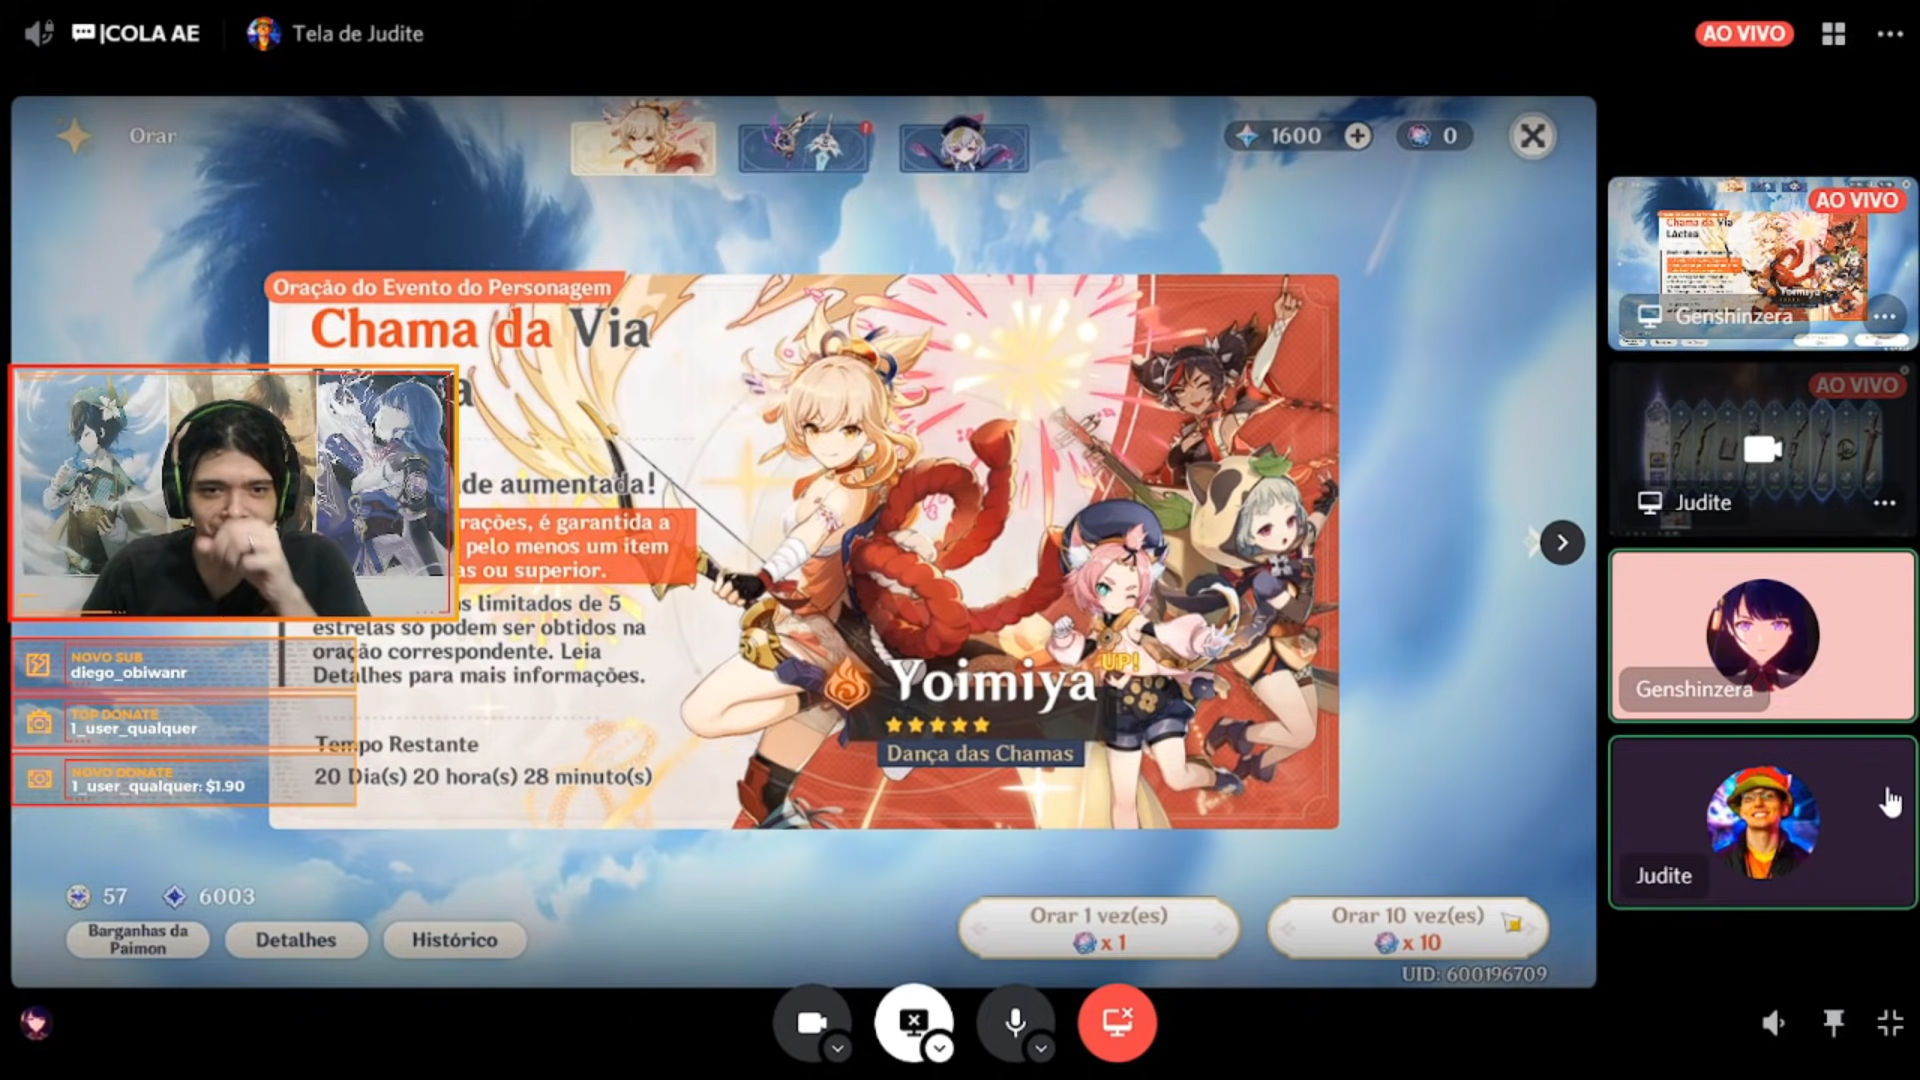 |COLA AE
Tela de Judite
AO VIVO
Orar
1600
0
Oração do Evento do Personagem
Chama da Via
a
de aumentada!
rações, é garantida a
pelo menos um item
as ou superior.
s limitados de 5
estrelas só podem ser obtidos na
oração correspondente. Leia
Detalhes para mais informações.
Tempo Restante
20 Dia(s) 20 hora(s) 28 minuto(s)
UP!
Yoimiya
Dança das Chamas
NOVO SUB
diego_obiwanr
TOP DONATE
1_user_qualquer
NOVO DONATE
1_user_qualquer: $1.90
57
6003
Barganhas da
Paimon
Detalhes
Histórico
Orar 1 vez(es)
x 1
Orar 10 vez(es)
x 10
UID: 600196709
AO VIVO
Chama da Via
Láctea
Yoimiya
Genshinzera
AO VIVO
Judite
Genshinzera
Judite